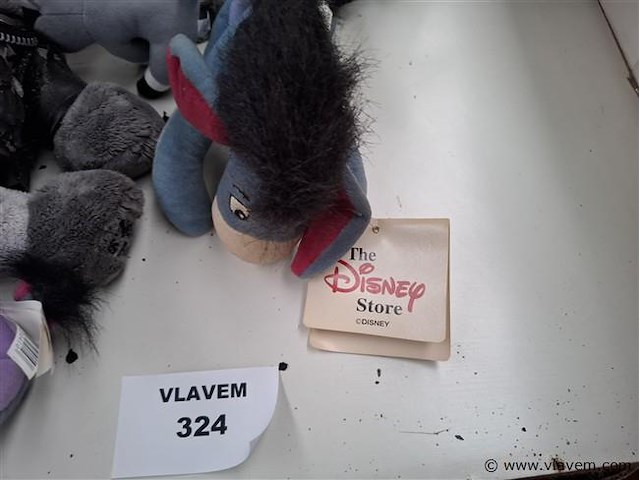 The
Disney
Store
©DISNEY
VLAVEM
324
© www.vlavem.com